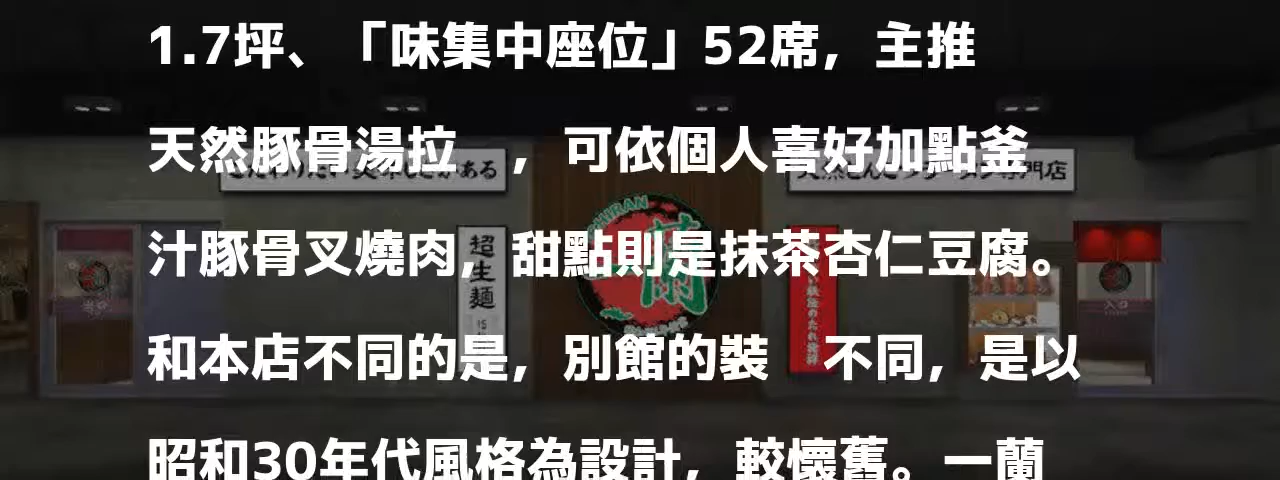 1.7坪、「味集中座位」52席，主推
天然豚骨湯拉　，可依個人喜好加點釜
汁豚骨叉燒肉，甜點則是抹茶杏仁豆腐。
和本店不同的是，別館的裝　不同，是以
昭和30年代風格為設計，較懷舊。一蘭
超生麺
蘭
入口